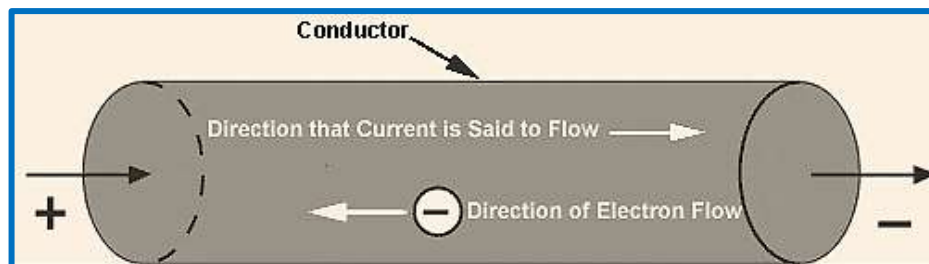 Conductor
Direction that Current is Said to Flow
+
− Direction of Electron Flow
−